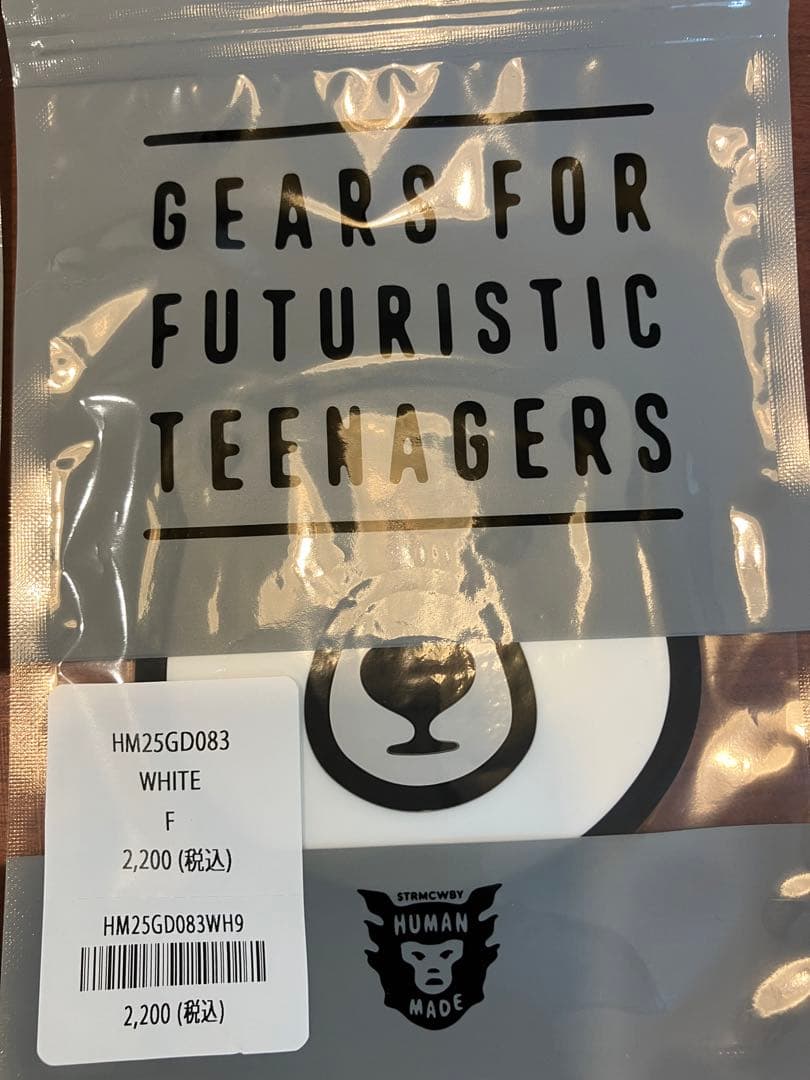 GEARS FOR
FUTURISTIC
TEENAGERS
HM25GD083
WHITE
F
2,200 (税込)
HM25GD083WH9
2,200 (税込)
STRMCWBY
HUMAN
MADE